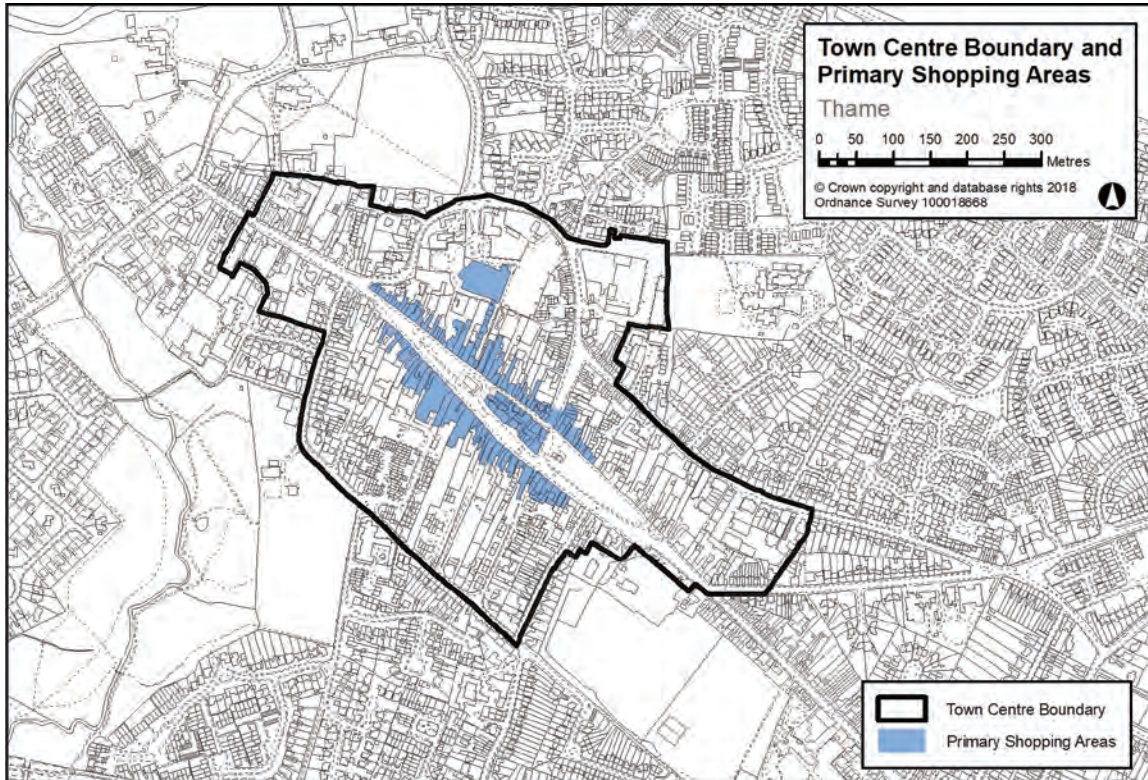 Town Centre Boundary and
Primary Shopping Areas
Thame
0 50 100 150 200 250 300
Metres
© Crown copyright and database rights 2018
Ordnance Survey 100018668
Town Centre Boundary
Primary Shopping Areas